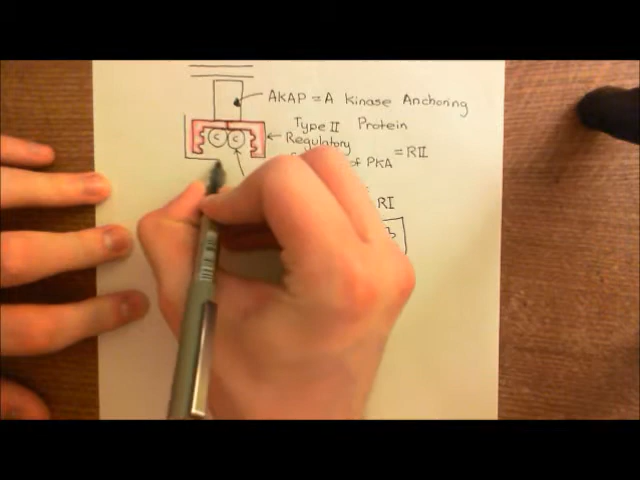 AKAP = A Kinase Anchoring
Protein
Type II
Regulatory
of PKA = RII
C C
RI